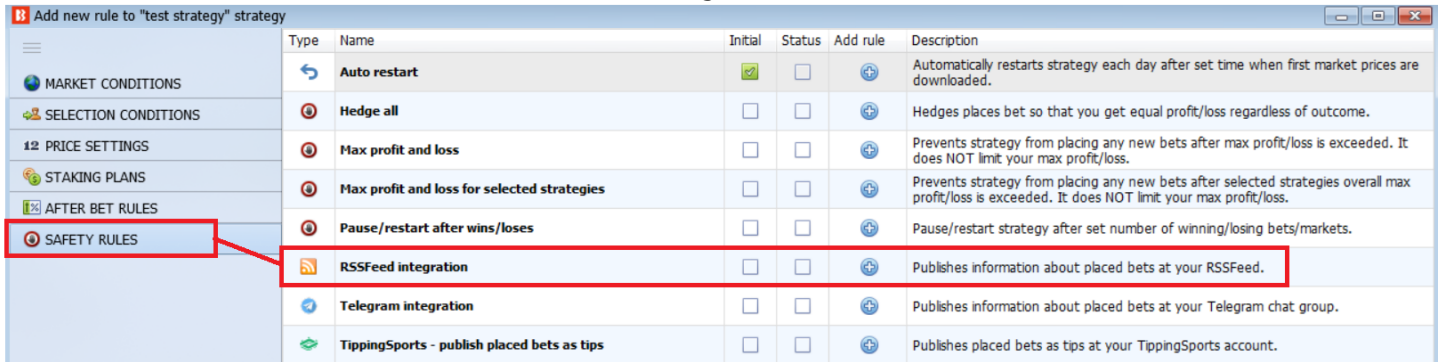 Add new rule to "test strategy" strategy
Type Name Initial Status Add rule Description
MARKET CONDITIONS
SELECTION CONDITIONS
12 PRICE SETTINGS
STAKING PLANS
AFTER BET RULES
SAFETY RULES
Auto restart
Automatically restarts strategy each day after set time when first market prices are
downloaded.
Hedge all
Hedges places bet so that you get equal profit/loss regardless of outcome.
Max profit and loss
Prevents strategy from placing any new bets after max profit/loss is exceeded. It
does NOT limit your max profit/loss.
Max profit and loss for selected strategies
Prevents strategy from placing any new bets after selected strategies overall max
profit/loss is exceeded. It does NOT limit your max profit/loss.
Pause/restart after wins/loses
Pause/restart strategy after set number of winning/losing bets/markets.
RSSFeed integration
Publishes information about placed bets at your RSSFeed.
Telegram integration
Publishes information about placed bets at your Telegram chat group.
TippingSports - publish placed bets as tips
Publishes placed bets as tips at your TippingSports account.